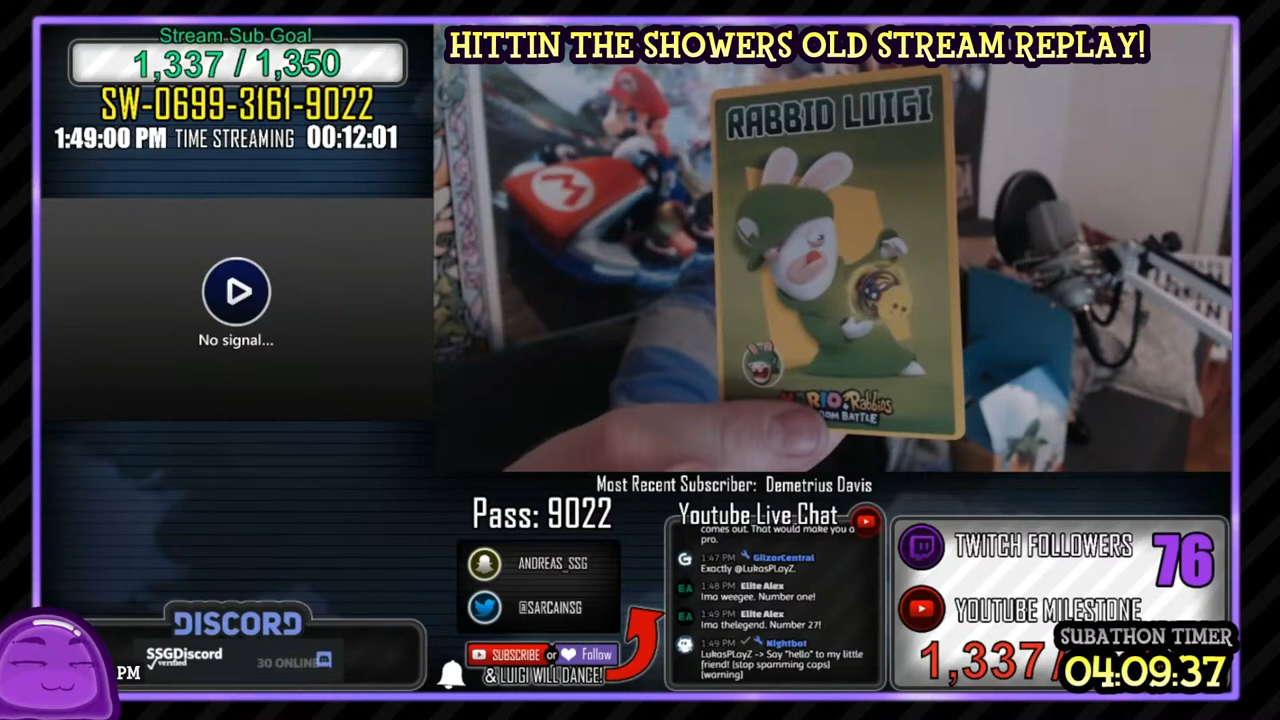 Stream Sub Goal
1,337 / 1,350
SW-0699-3161-9022
1:49:00 PM TIME STREAMING 00:12:01
HITTIN THE SHOWERS OLD STREAM REPLAY!
RABBID LUIGI
M
No signal...
MARIO Rabbids
BATTLE
Most Recent Subscriber: Demetrius Davis
Pass: 9022
ANDREAS_SSG
@SARCAINSG
SUBSCRIBE or Follow
& LUIGI WILL DANCE!
Youtube Live Chat
comes out. That would make you a
pro.
1:47 PM GlitzorCentral
Exactly @LukasPLayZ.
EA 1:48 PM Elite Alex
Ima weegee. Number one!
EA 1:49 PM Elite Alex
Ima thelegend. Number 27!
1:49 PM Nightbot
LukasPLayZ -> Say "hello" to my little
friend! [stop spamming caps]
[warning]
TWITCH FOLLOWERS 76
YOUTUBE MILESTONE
1,337/
SUBATHON TIMER
04:09:37
DISCORD
SSGDiscord
verified
30 ONLINE
PM